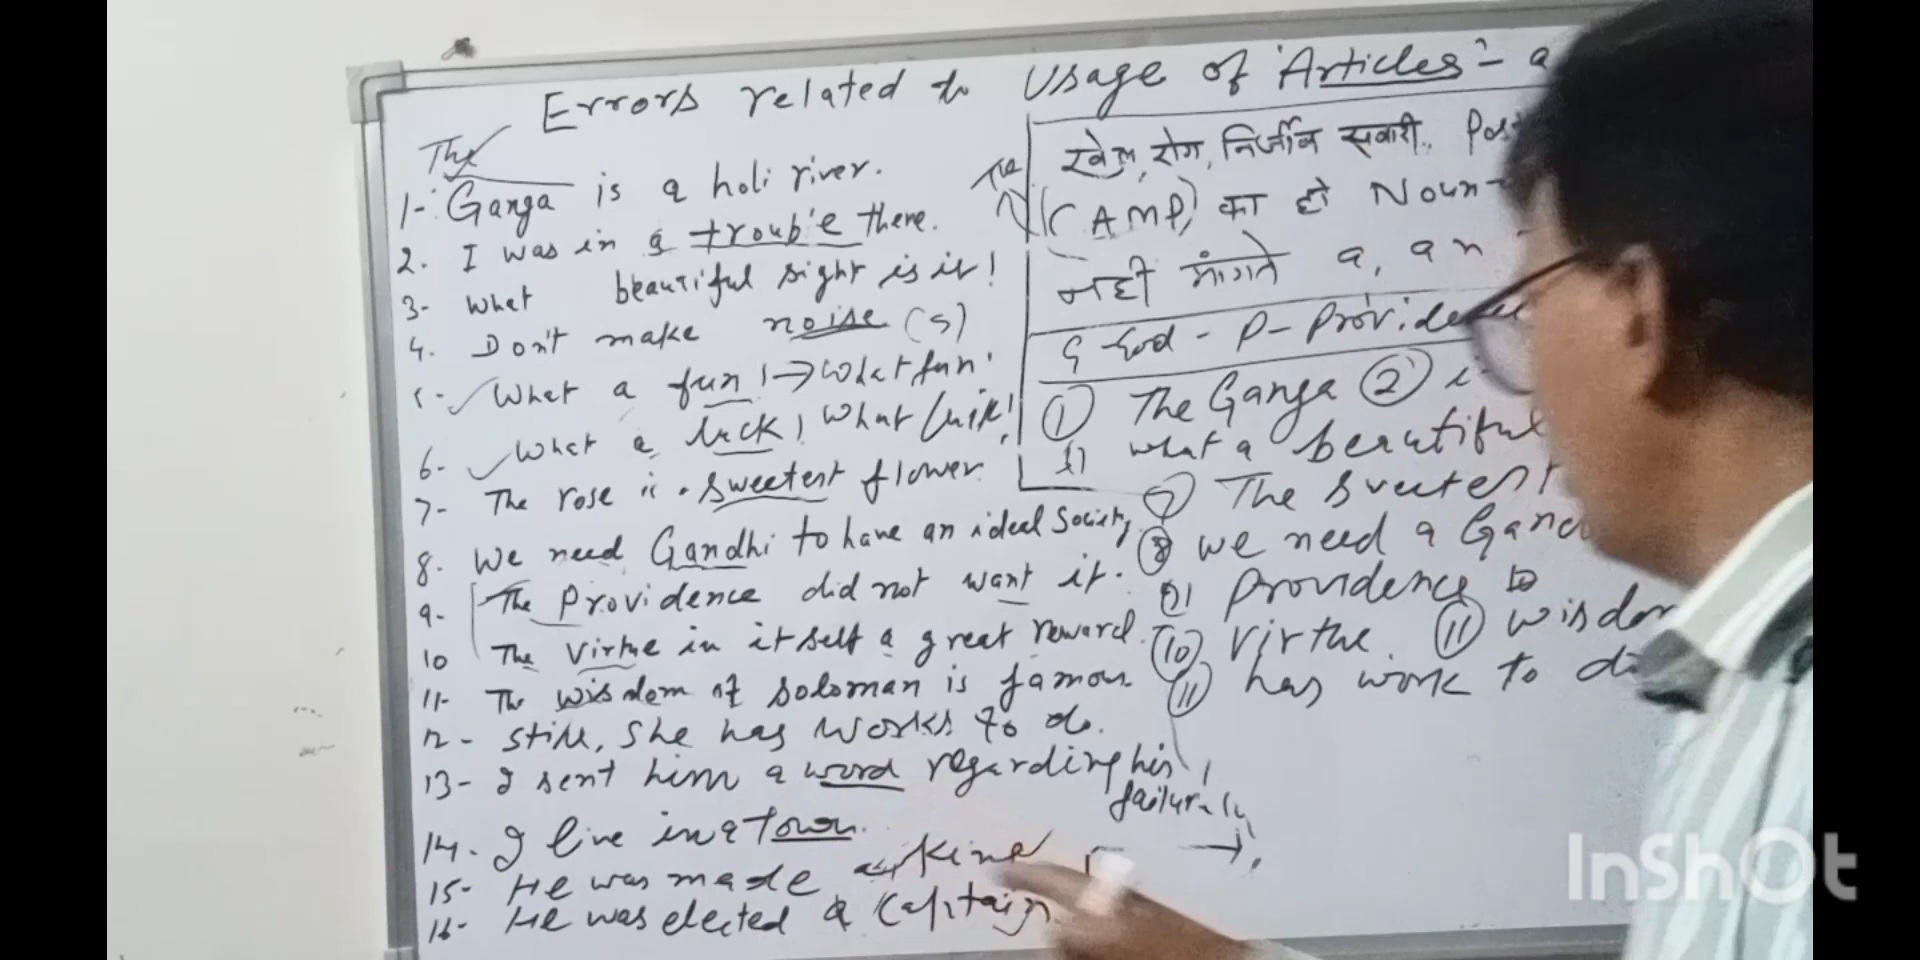 Errors related to Usage of Articles - a
The
1- Ganga is a holi river.
2. I was in a trouble there.
3- What beautiful sight is it!
4. Don't make noise (s)
5- What a fun! → What fun!
6- What a luck! What luck!
7- The rose is sweetest flower.
8. We need Gandhi to have an ideal society.
9. The Providence did not want it.
10 The Virtue in itself a great reward.
11- The wisdom of Soloman is famous
12- Still, She has works to do.
13- I sent him a word regarding his
failure
14- I live in a town.
15- He was made a King
16- He was elected a Captain
The
खेल, रोग, निर्जीव सवारी, Post
(CAMP) का हो Noun
नहीं मांगते a, an
G - God - P - Providence
① The Ganga ②
3) What a beautiful
7 The sweetest
⑧ We need a Gand
9) Providence
⑩ Virtue. ⑪ wisdom
⑪ has work to do
InShOt